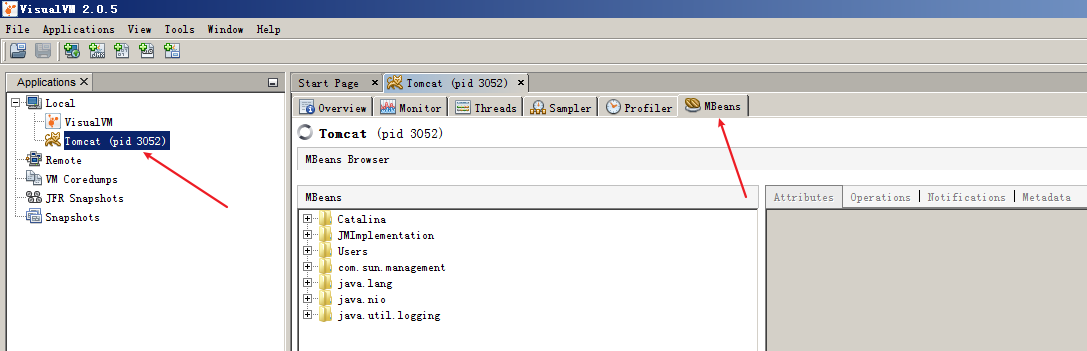 VisualVM 2.0.5
File Applications View Tools Window Help
Applications
Start Page Tomcat (pid 3052)
Local
VisualVM
Tomcat (pid 3052)
Remote
VM Coredumps
JFR Snapshots
Snapshots
Overview Monitor Threads Sampler Profiler MBeans
Tomcat (pid 3052)
MBeans Browser
MBeans
Catalina
JMImplementation
Users
com.sun.management
java.lang
java.nio
java.util.logging
Attributes Operations Notifications Metadata